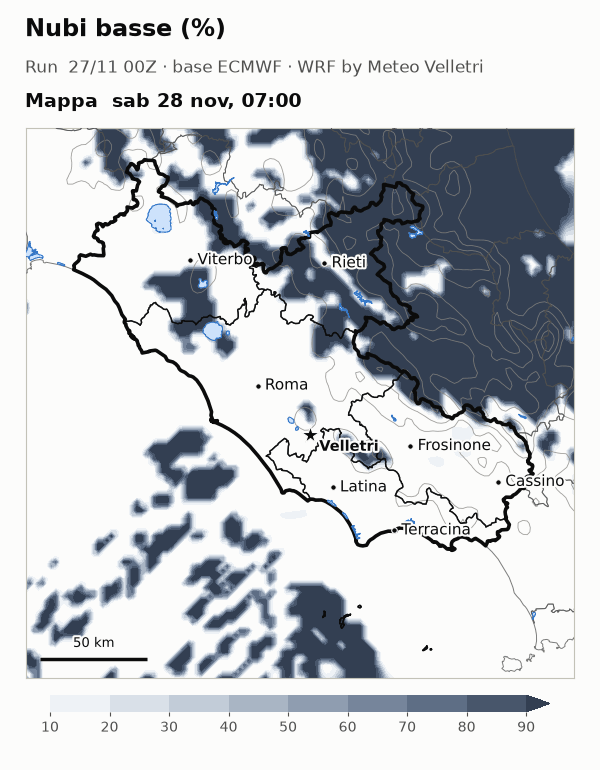 Nubi basse (%)
Run 27/11 00Z · base ECMWF · WRF by Meteo Velletri
Mappa sab 28 nov, 07:00
Viterbo
Rieti
Roma
Velletri
Frosinone
Latina
Cassino
Terracina
50 km
10 20 30 40 50 60 70 80 90